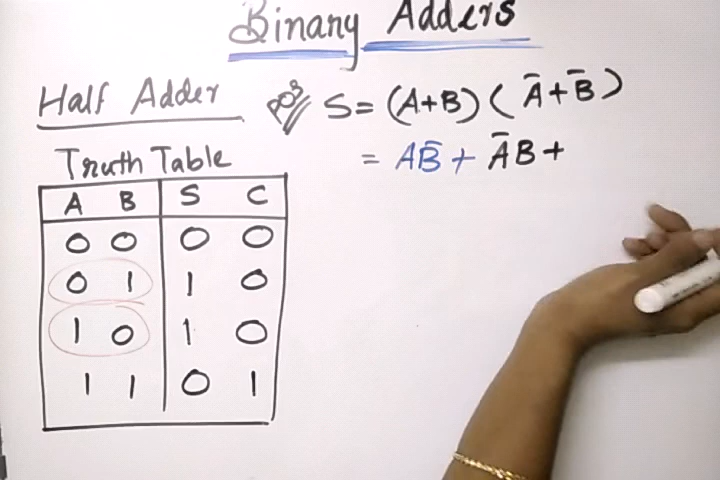 Binary Adders
Half Adder
POS S = (A+B) (A̅+B̅)
= AB̅ + A̅B +
Truth Table
A B S C
0 0 0 0
0 1 1 0
1 0 1 0
1 1 0 1